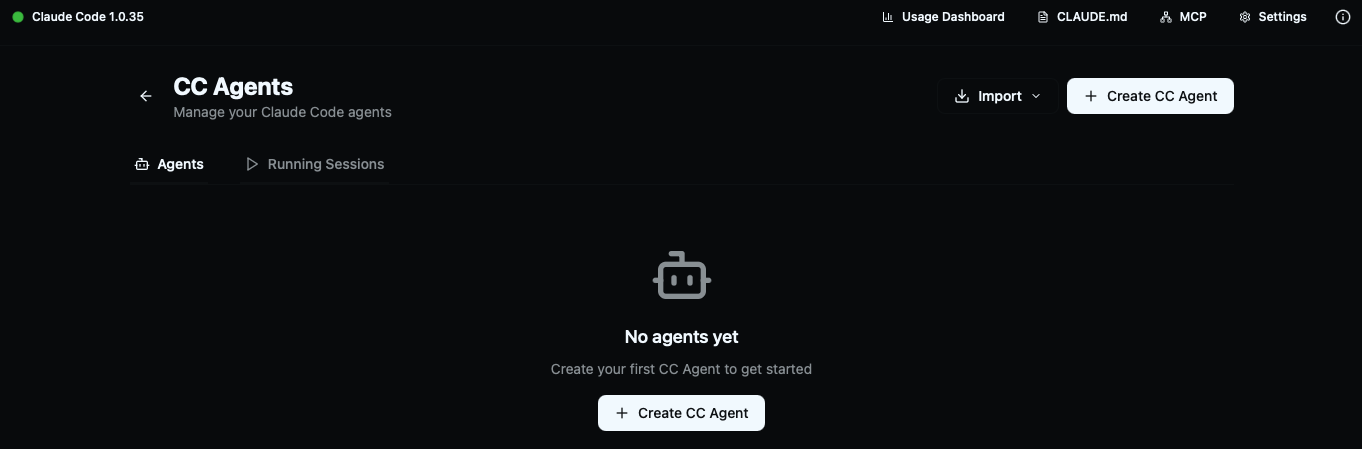 Claude Code 1.0.35
Usage Dashboard
CLAUDE.md
MCP
Settings
CC Agents
Manage your Claude Code agents
Import
Create CC Agent
Agents
Running Sessions
No agents yet
Create your first CC Agent to get started
Create CC Agent